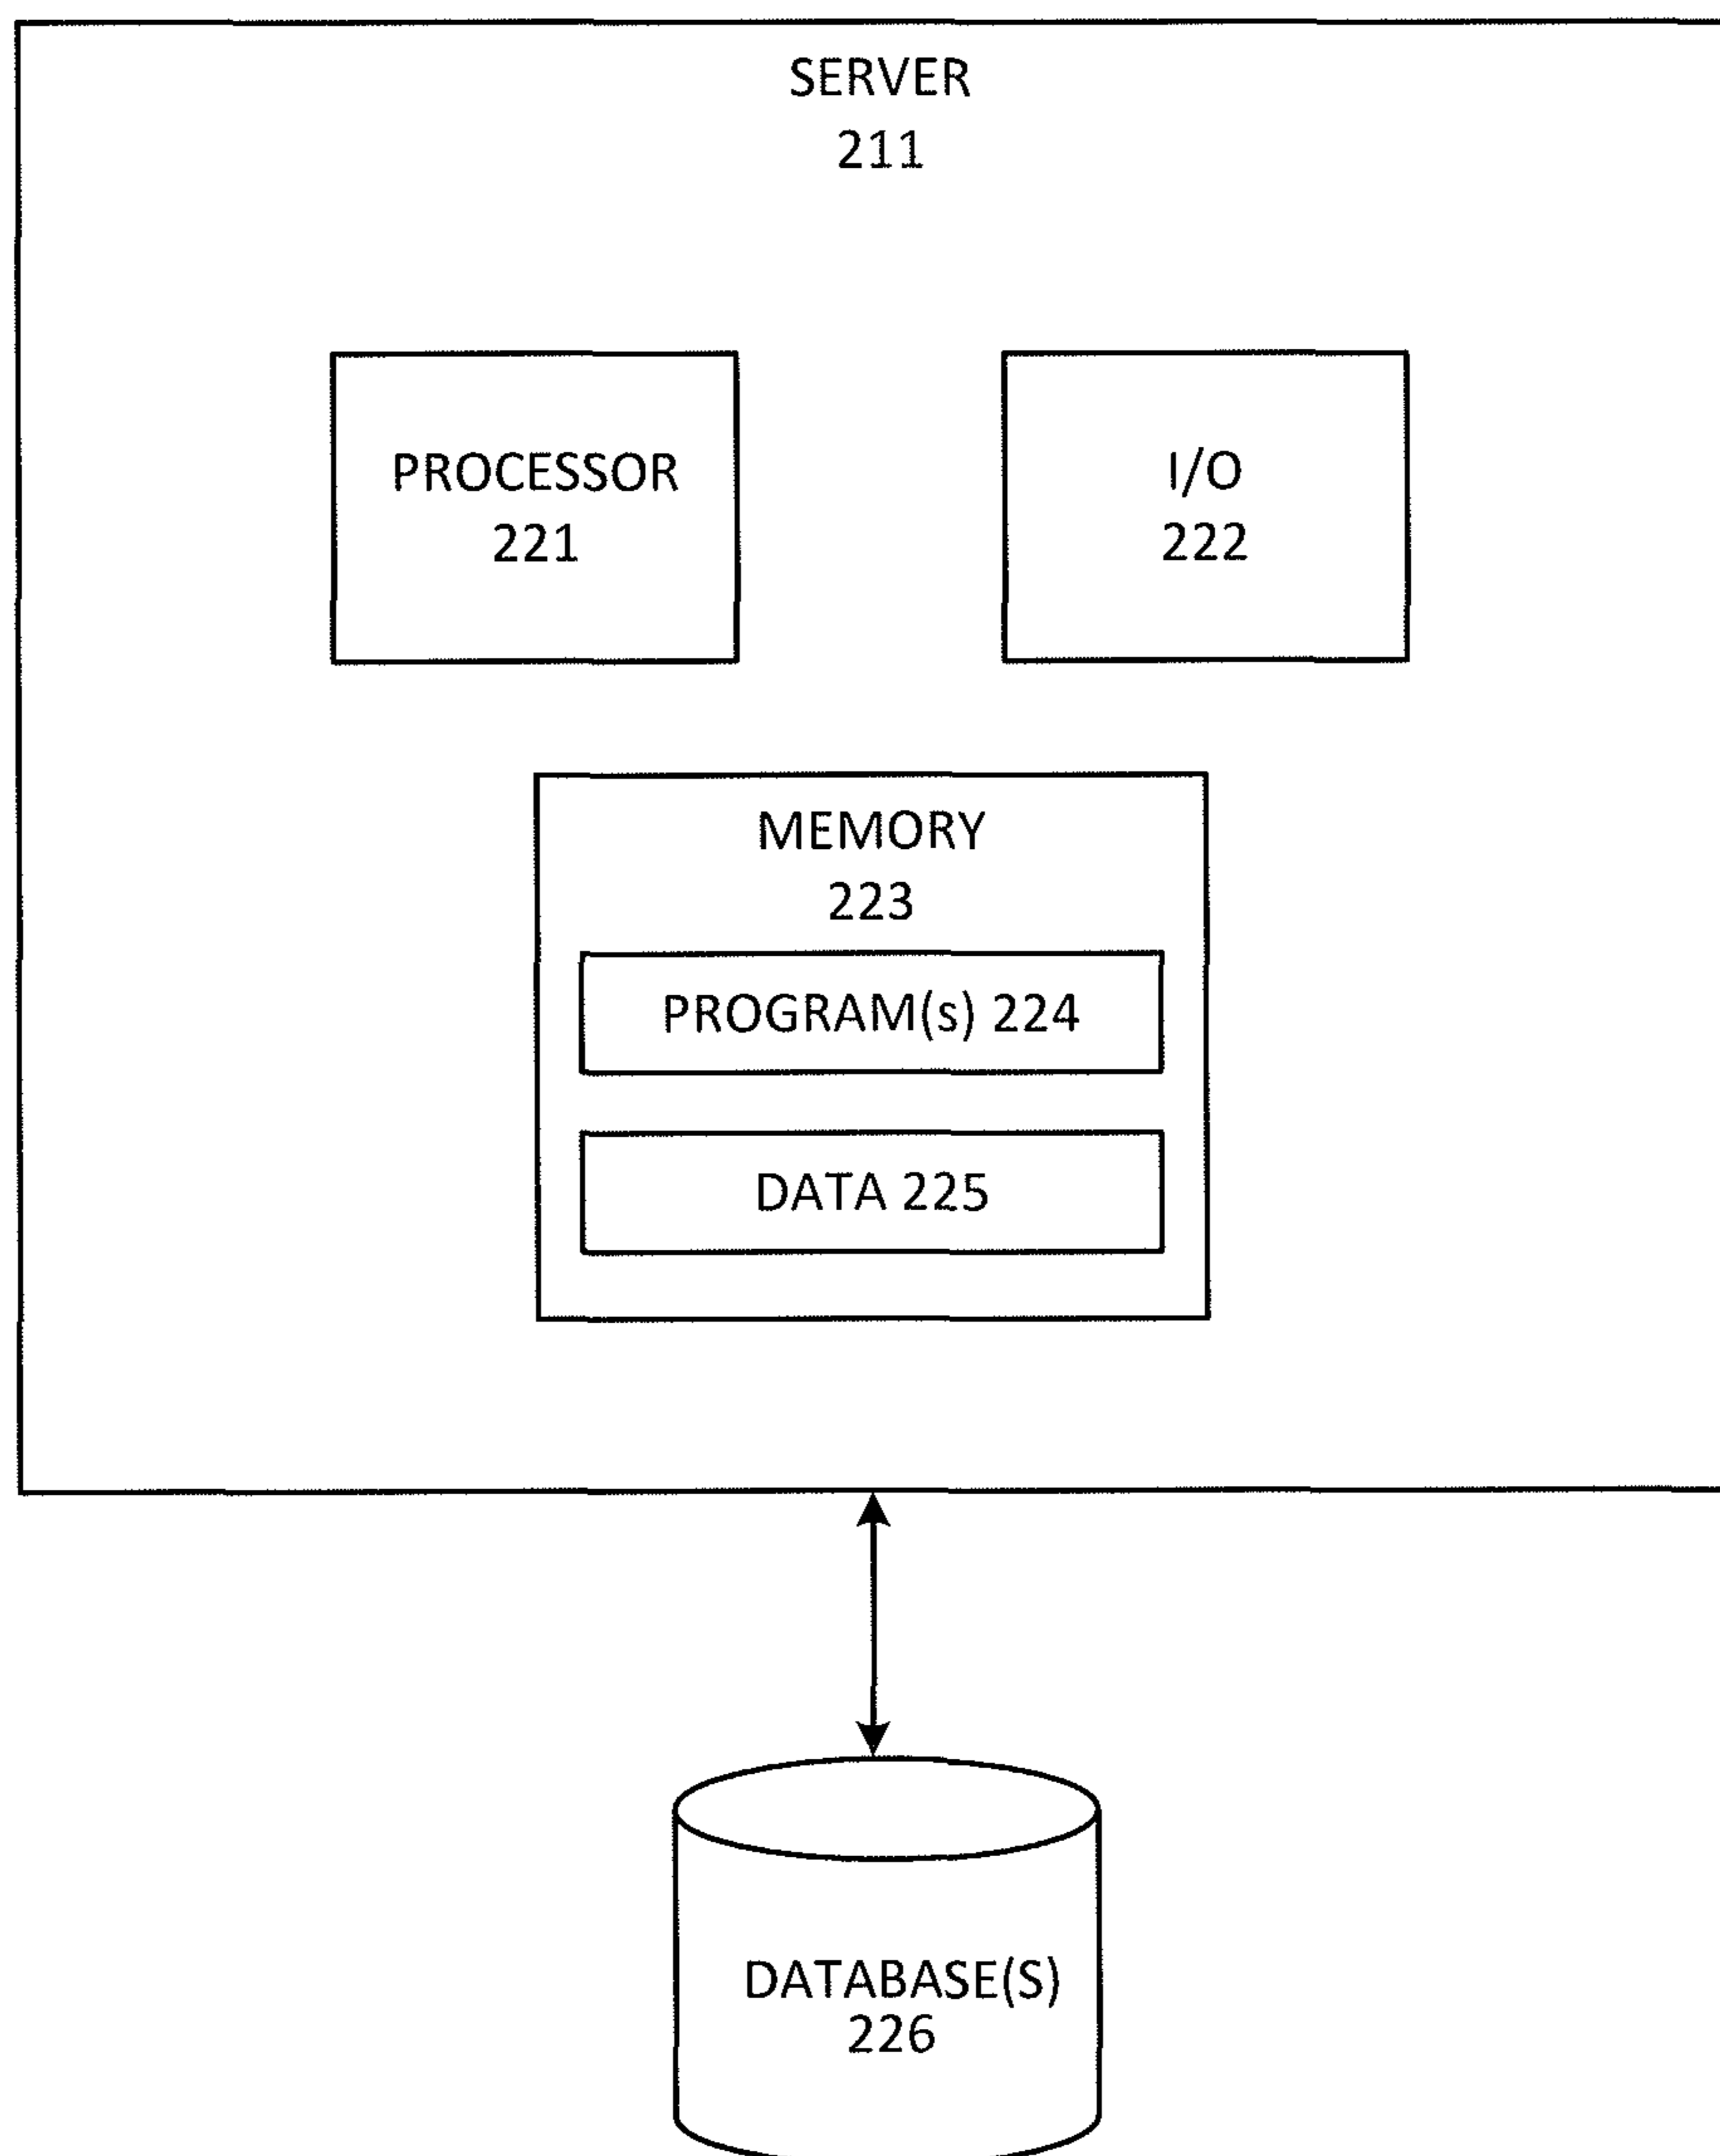 SERVER
211
PROCESSOR
221
I/O
222
MEMORY
223
PROGRAM(s) 224
DATA 225
DATABASE(S)
226